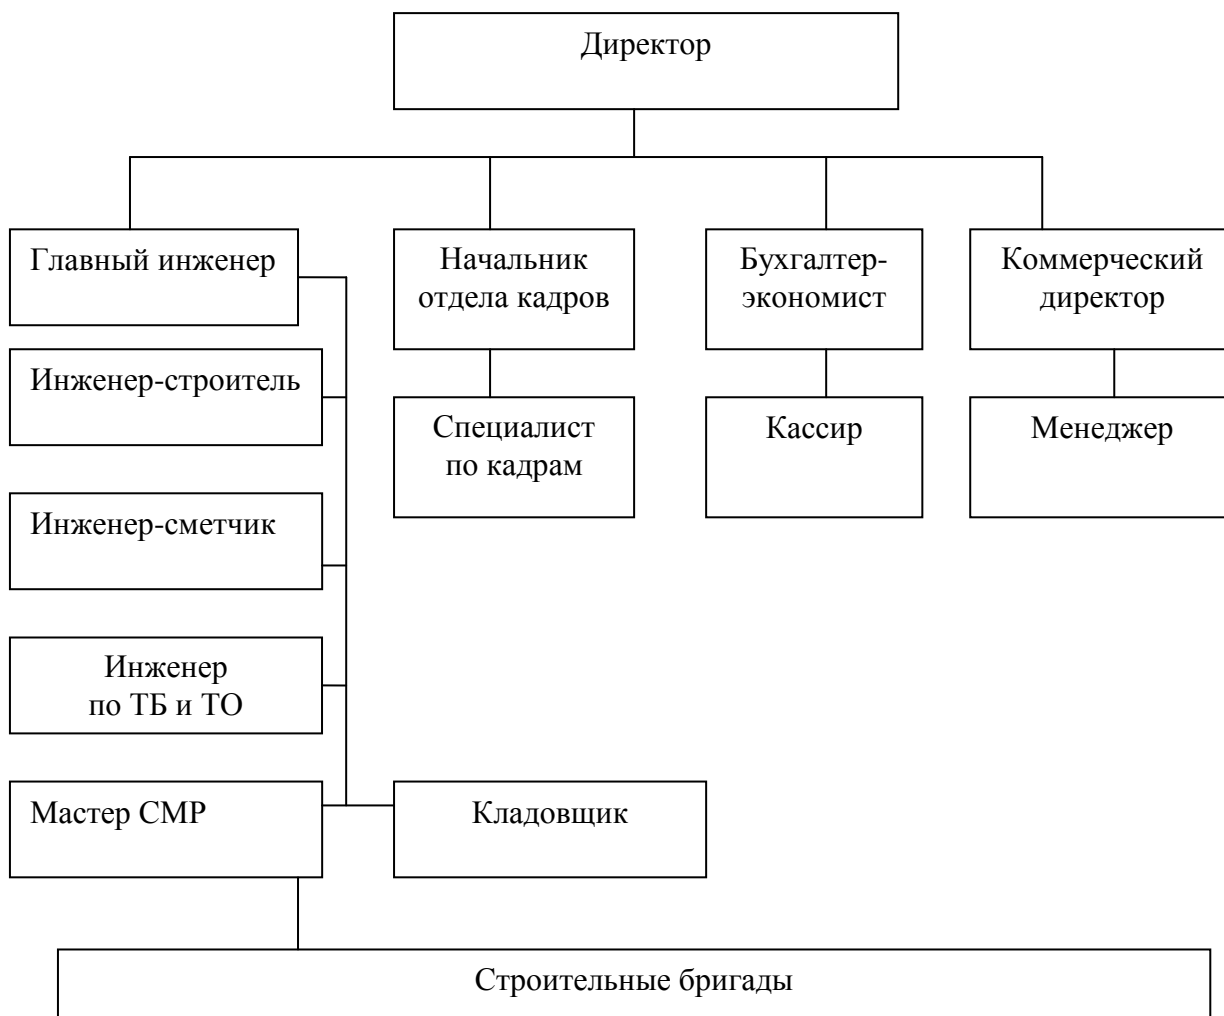 Директор
Главный инженер
Начальник
отдела кадров
Бухгалтер-
экономист
Коммерческий
директор
Инженер-строитель
Специалист
по кадрам
Кассир
Менеджер
Инженер-сметчик
Инженер
по ТБ и ТО
Мастер СМР
Кладовщик
Строительные бригады